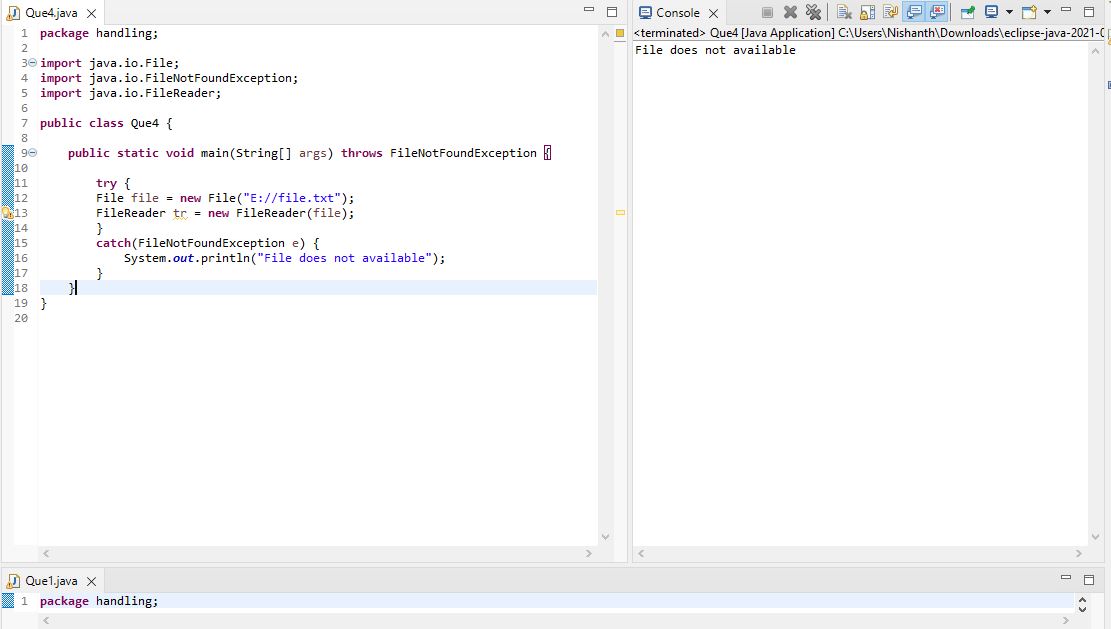 Que4.java
1 package handling;
2
3 import java.io.File;
4 import java.io.FileNotFoundException;
5 import java.io.FileReader;
6
7 public class Que4 {
8
9 public static void main(String[] args) throws FileNotFoundException {
10
11 try {
12 File file = new File("E://file.txt");
13 FileReader tr = new FileReader(file);
14 }
15 catch(FileNotFoundException e) {
16 System.out.println("File does not available");
17 }
18 }
19 }
20
Console
<terminated> Que4 [Java Application] C:\Users\Nishanth\Downloads\eclipse-java-2021-0
File does not available
Que1.java
1 package handling;